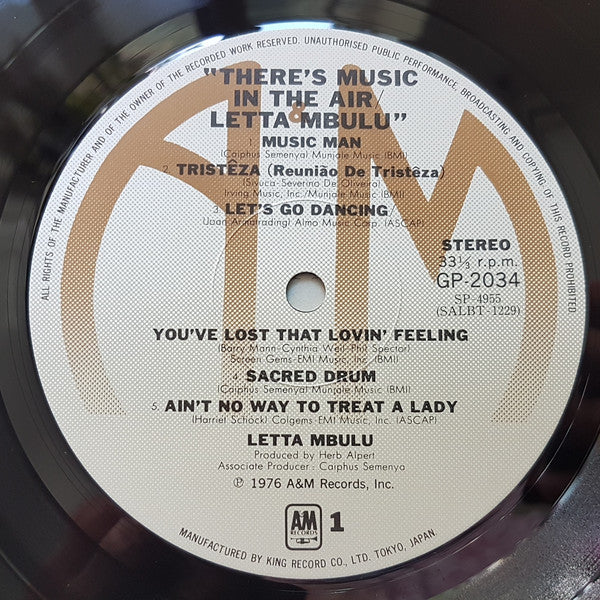 ALL RIGHTS OF THE MANUFACTURER AND OF THE OWNER OF THE RECORDED WORK RESERVED. UNAUTHORISED PUBLIC PERFORMANCE, BROADCASTING AND COPYING OF THIS RECORD PROHIBITED
"THERE'S MUSIC
IN THE AIR/
LETTA MBULU"
1. MUSIC MAN
(Caiphus Semenya) Munjale Music (BMI)
2. TRISTÊZA (Reunião De Tristêza)
(Sivuca-Severino De Oliveira)
Irving Music, Inc./Munjale Music (BMI)
3. LET'S GO DANCING
(Joan Armatrading) Almo Music Corp. (ASCAP)
STEREO
33⅓ r.p.m.
GP-2034
SP-4955
(SALBT-1229)
YOU'VE LOST THAT LOVIN' FEELING
(Barry Mann-Cynthia Weil-Phil Spector)
Screen Gems-EMI Music, Inc. (BMI)
4. SACRED DRUM
(Caiphus Semenya) Munjale Music (BMI)
5. AIN'T NO WAY TO TREAT A LADY
(Harriel Schock) Colgems-EMI Music, Inc. (ASCAP)
LETTA MBULU
Produced by Herb Alpert
Associate Producer : Caiphus Semenya
℗ 1976 A&M Records, Inc.
A&M
RECORDS
1
MANUFACTURED BY KING RECORD CO., LTD. TOKYO, JAPAN